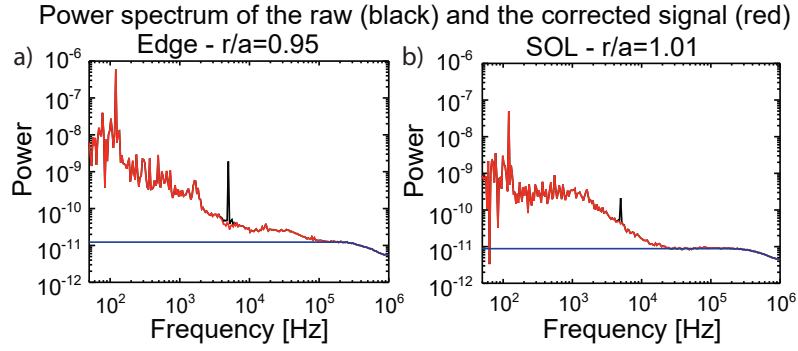 Power spectrum of the raw (black) and the corrected signal (red)
a) Edge - r/a=0.95
b) SOL - r/a=1.01
Power
10^-6
10^-7
10^-8
10^-9
10^-10
10^-11
10^-12
10^2 10^3 10^4 10^5 10^6
Frequency [Hz]
Power
10^-6
10^-7
10^-8
10^-9
10^-10
10^-11
10^-12
10^2 10^3 10^4 10^5 10^6
Frequency [Hz]